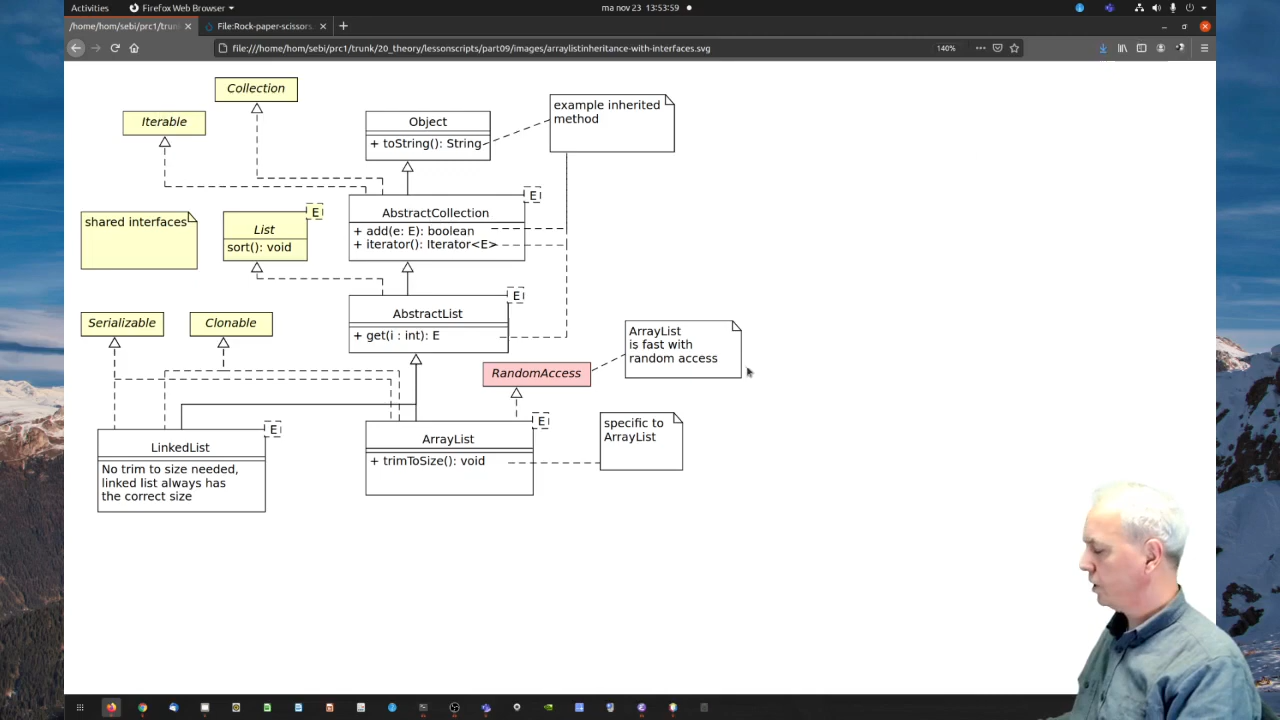 Activities
Firefox Web Browser
ma nov 23 13:53:59
/home/hom/sebi/prc1/trunk
File:Rock-paper-scissors.
file:///home/hom/sebi/prc1/trunk/20_theory/lessonscripts/part09/images/arraylistinheritance-with-interfaces.svg
140%
Collection
Iterable
Object
+ toString(): String
example inherited
method
E
AbstractCollection
+ add(e: E): boolean
+ iterator(): Iterator<E>
shared interfaces
E
List
sort(): void
E
AbstractList
+ get(i : int): E
Serializable
Clonable
ArrayList
is fast with
random access
RandomAccess
E
LinkedList
No trim to size needed,
linked list always has
the correct size
E
ArrayList
+ trimToSize(): void
specific to
ArrayList